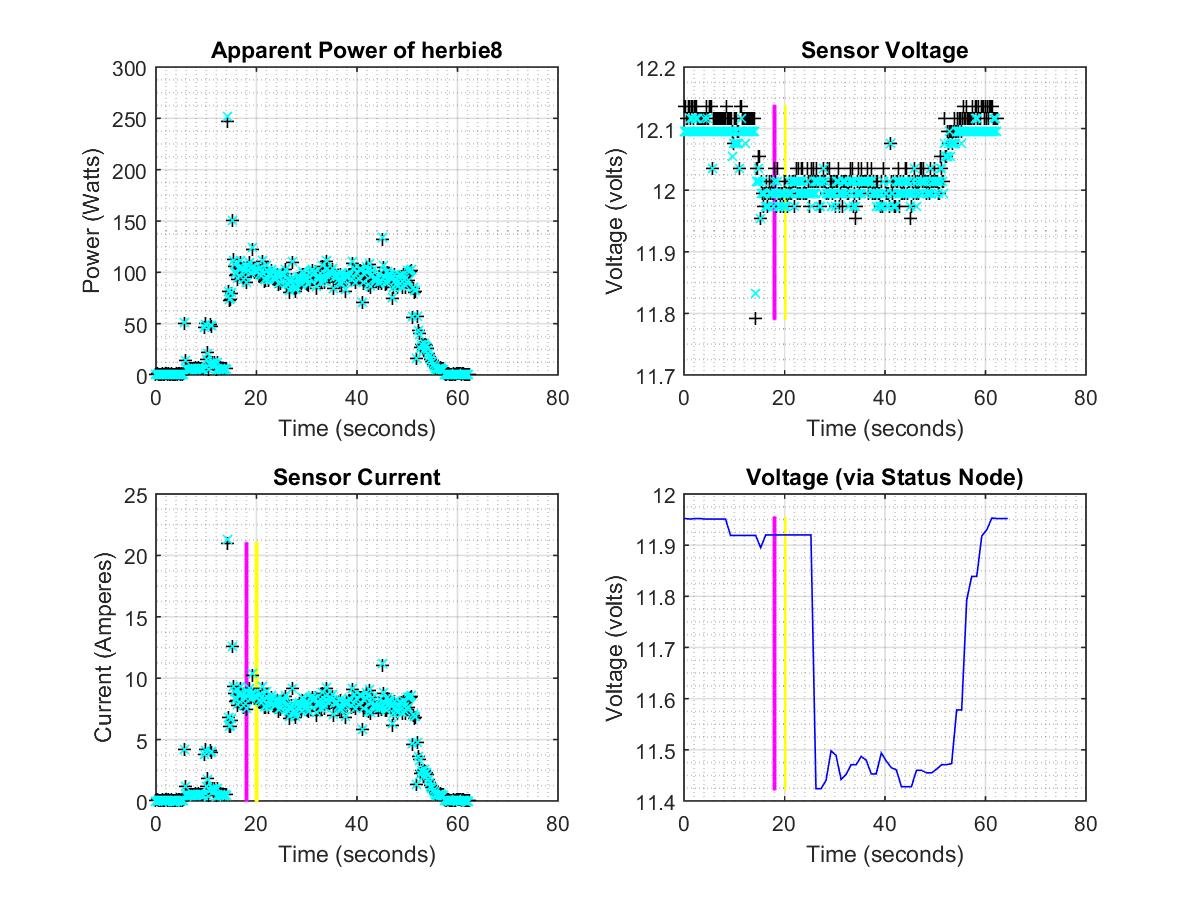 Apparent Power of herbie8
300
250
200
150
100
50
0
Power (Watts)
0 20 40 60 80
Time (seconds)
Sensor Voltage
12.2
12.1
12
11.9
11.8
11.7
Voltage (volts)
0 20 40 60 80
Time (seconds)
Sensor Current
25
20
15
10
5
0
Current (Amperes)
0 20 40 60 80
Time (seconds)
Voltage (via Status Node)
12
11.9
11.8
11.7
11.6
11.5
11.4
Voltage (volts)
0 20 40 60 80
Time (seconds)